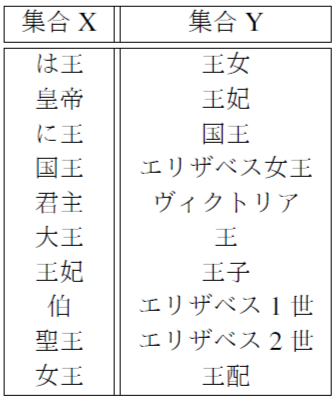 集合 X 集合 Y
は王 王女
皇帝 王妃
に王 国王
国王 エリザベス女王
君主 ヴィクトリア
大王 王
王妃 王子
伯 エリザベス 1 世
聖王 エリザベス 2 世
女王 王配